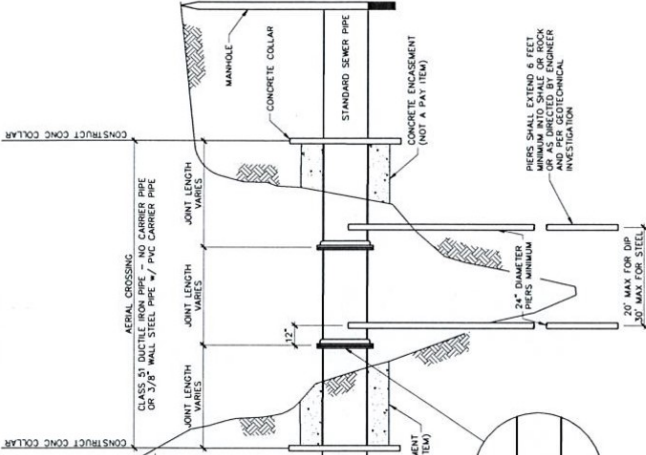 CONSTRUCT CONC COLLAR
AERIAL CROSSING
CLASS 51 DUCTILE IRON PIPE - NO CARRIER PIPE
OR 3/8" WALL STEEL PIPE w/ PVC CARRIER PIPE
CONSTRUCT CONC COLLAR
JOINT LENGTH
VARIES
JOINT LENGTH
VARIES
JOINT LENGTH
VARIES
MANHOLE
CONCRETE COLLAR
STANDARD SEWER PIPE
CONCRETE ENCASEMENT
(NOT A PAY ITEM)
12"
24" DIAMETER
PIERS MINIMUM
PIERS SHALL EXTEND 6 FEET
MINIMUM INTO SHALE OR ROCK
OR AS DIRECTED BY ENGINEER
AND PER GEOTECHNICAL
INVESTIGATION
20' MAX FOR DIP
30' MAX FOR STEEL
MENT
TEM)